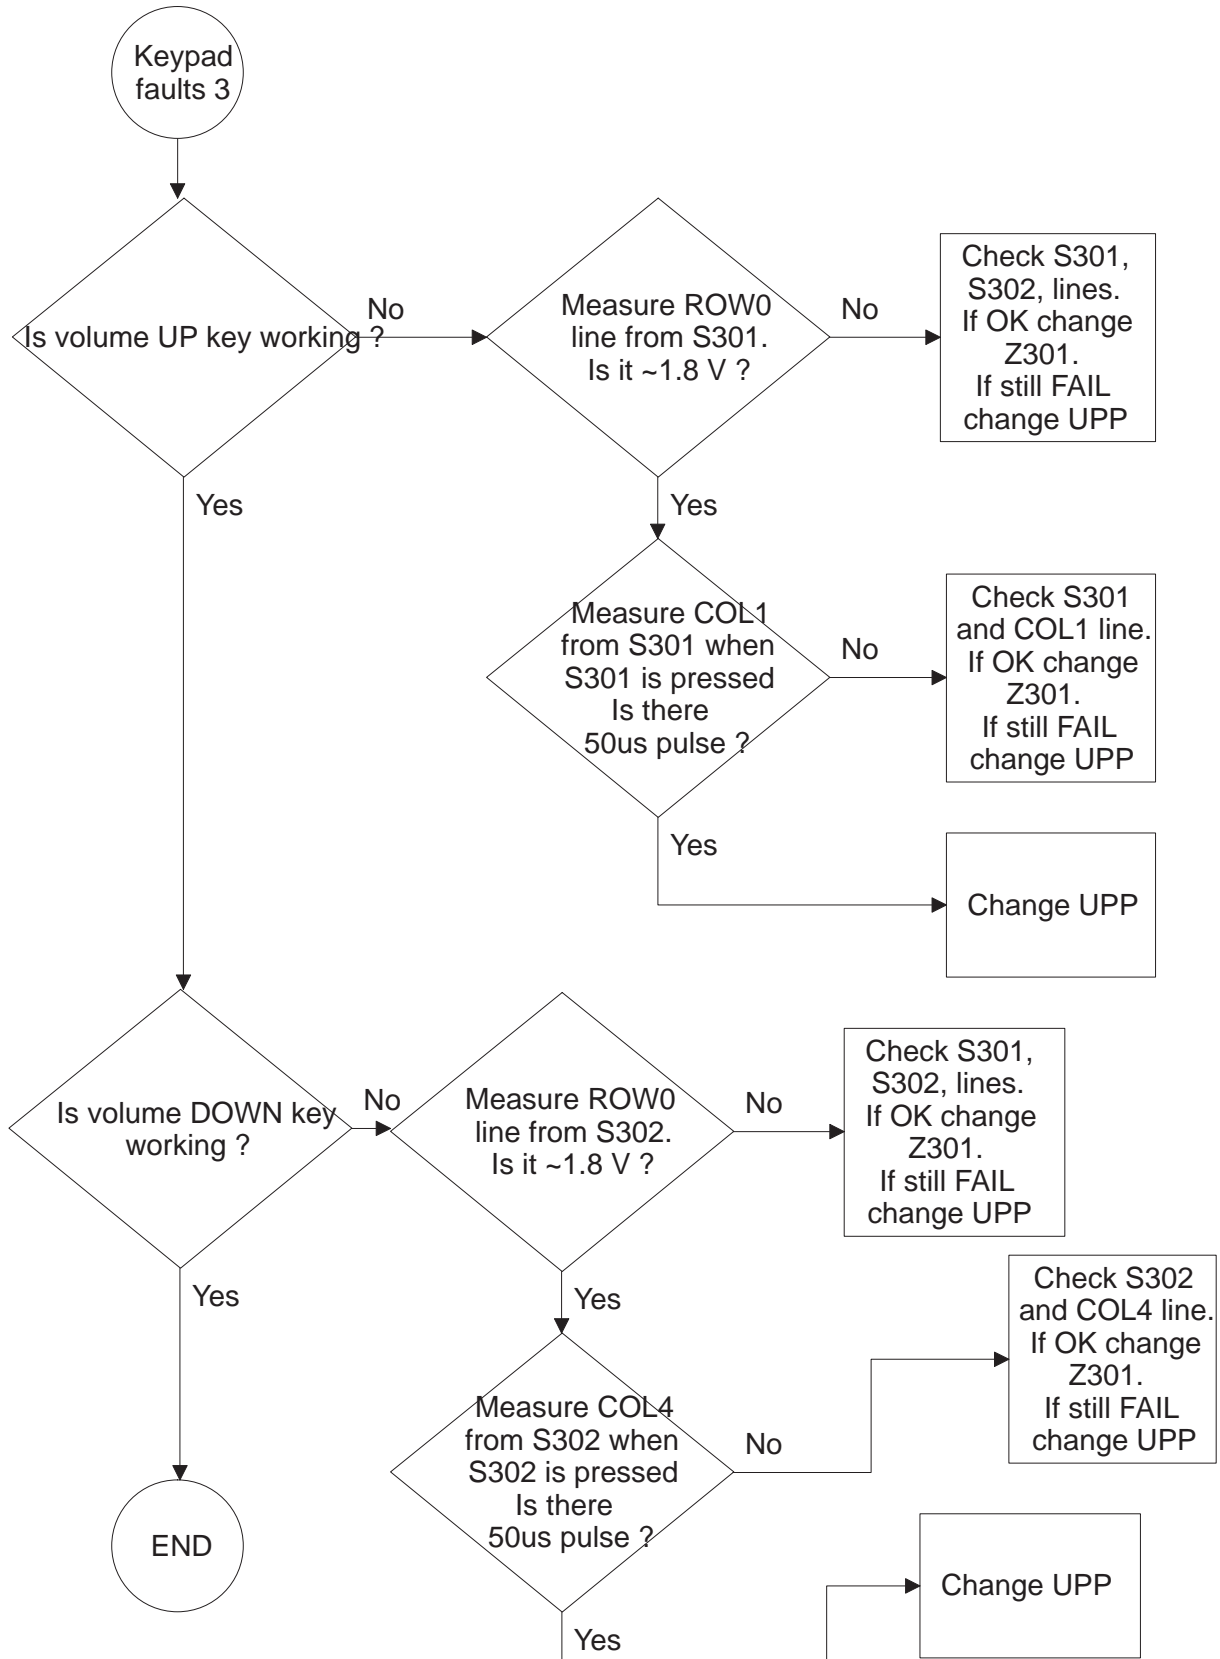 Keypad
faults 3
Is volume UP key working ?
No
Measure ROW0
line from S301.
Is it ~1.8 V ?
No
Check S301,
S302, lines.
If OK change
Z301.
If still FAIL
change UPP
Yes
Yes
Measure COL1
from S301 when
S301 is pressed
Is there
50us pulse ?
No
Check S301
and COL1 line.
If OK change
Z301.
If still FAIL
change UPP
Yes
Change UPP
Is volume DOWN key
working ?
No
Measure ROW0
line from S302.
Is it ~1.8 V ?
No
Check S301,
S302, lines.
If OK change
Z301.
If still FAIL
change UPP
Yes
Yes
Measure COL4
from S302 when
S302 is pressed
Is there
50us pulse ?
No
Check S302
and COL4 line.
If OK change
Z301.
If still FAIL
change UPP
END
Yes
Change UPP